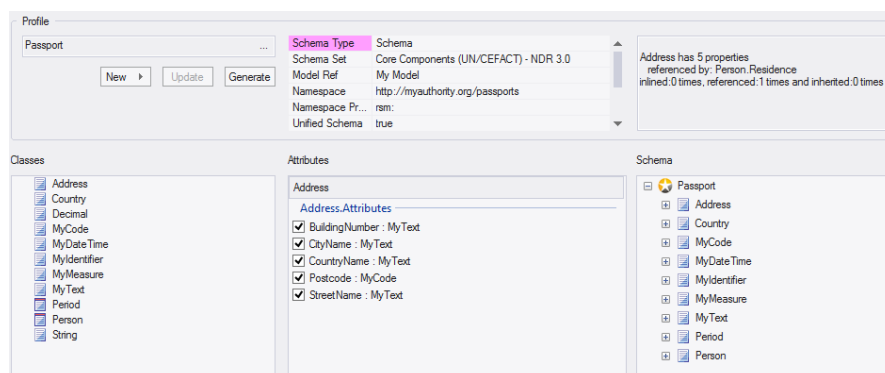 Profile
Passport ...
New Update Generate
Schema Type Schema
Schema Set Core Components (UN/CEFACT) - NDR 3.0
Model Ref My Model
Namespace http://myauthority.org/passports
Namespace Pr... rsm:
Unified Schema true
Address has 5 properties
referenced by: Person.Residence
inlined:0 times, referenced:1 times and inherited:0 times
Classes
Address
Country
Decimal
MyCode
MyDateTime
MyIdentifier
MyMeasure
MyText
Period
Person
String
Attributes
Address
Address.Attributes
BuildingNumber : MyText
CityName : MyText
CountryName : MyText
Postcode : MyCode
StreetName : MyText
Schema
Passport
Address
Country
MyCode
MyDateTime
MyIdentifier
MyMeasure
MyText
Period
Person